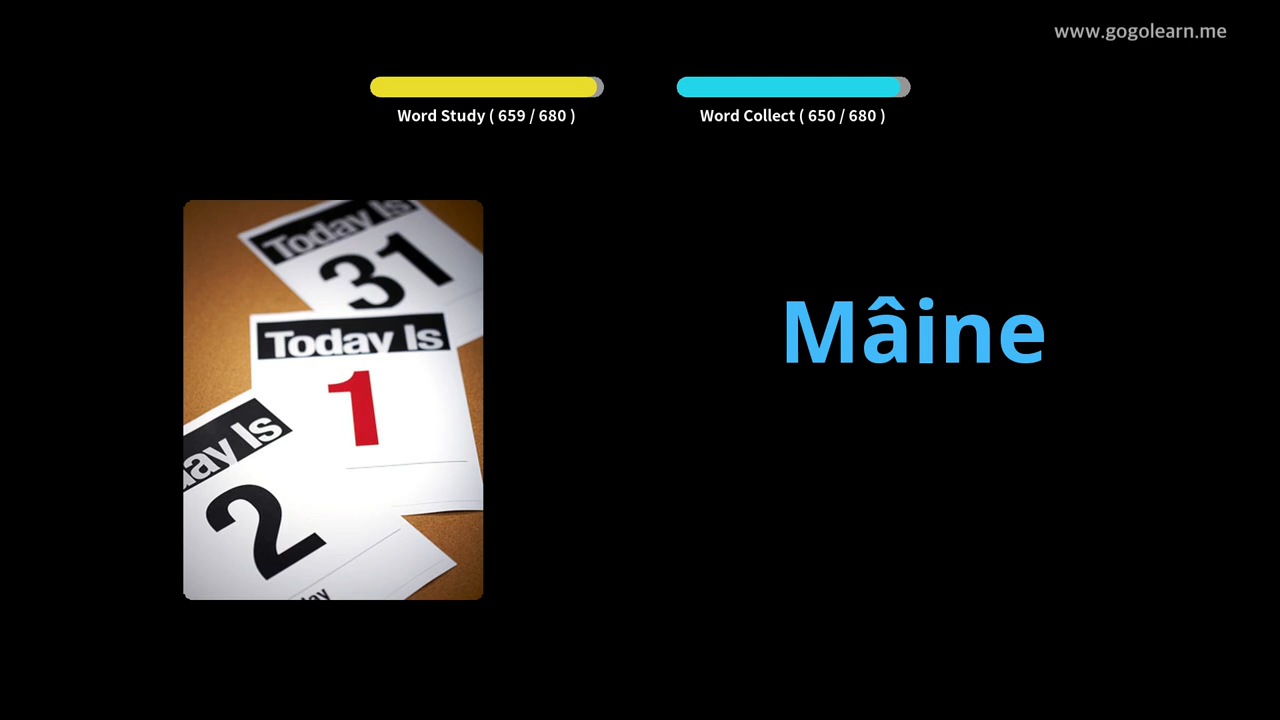 www.gogolearn.me
Word Study ( 659 / 680 )
Word Collect ( 650 / 680 )
Today Is
31
Today Is
1
Mâine
ay Is
2
ay